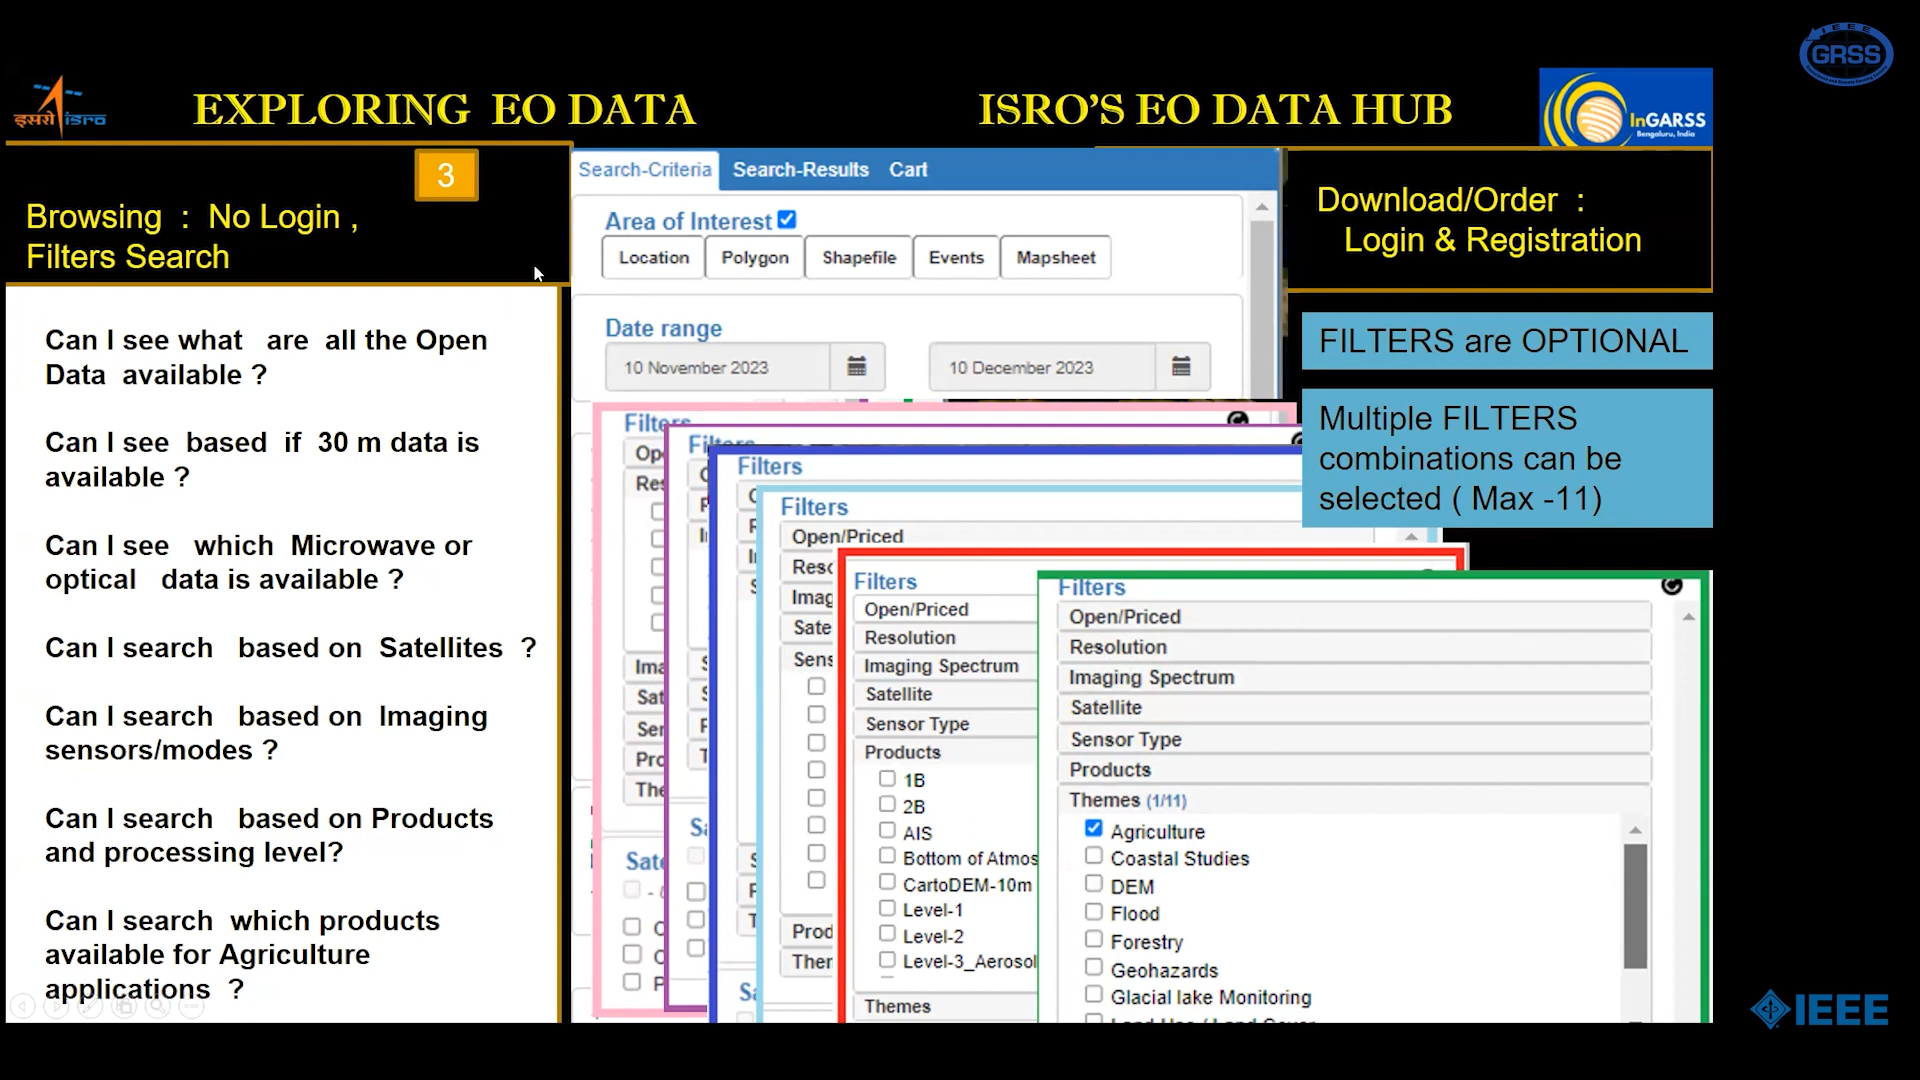 IEEE
GRSS
इसरो isro
EXPLORING EO DATA
ISRO'S EO DATA HUB
InGARSS
Bengaluru, India
3
Browsing : No Login ,
Filters Search
Can I see what are all the Open
Data available ?
Can I see based if 30 m data is
available ?
Can I see which Microwave or
optical data is available ?
Can I search based on Satellites ?
Can I search based on Imaging
sensors/modes ?
Can I search based on Products
and processing level?
Can I search which products
available for Agriculture
applications ?
Search-Criteria Search-Results Cart
Area of Interest
Location Polygon Shapefile Events Mapsheet
Date range
10 November 2023 10 December 2023
Filters
Filters
Filters
Filters
Open/Priced
Filters
Open/Priced
Resolution
Imaging Spectrum
Satellite
Sensor Type
Products
1B
2B
AIS
Bottom of Atmos
CartoDEM-10m
Level-1
Level-2
Level-3_Aerosol
Themes
Filters
Open/Priced
Resolution
Imaging Spectrum
Satellite
Sensor Type
Products
Themes (1/11)
Agriculture
Coastal Studies
DEM
Flood
Forestry
Geohazards
Glacial lake Monitoring
Download/Order :
Login & Registration
FILTERS are OPTIONAL
Multiple FILTERS
combinations can be
selected ( Max -11)
IEEE